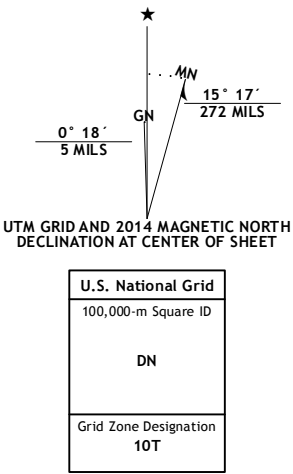 MN
15° 17´
272 MILS
GN
0° 18´
5 MILS
UTM GRID AND 2014 MAGNETIC NORTH
DECLINATION AT CENTER OF SHEET
U.S. National Grid
100,000-m Square ID
DN
Grid Zone Designation
10T